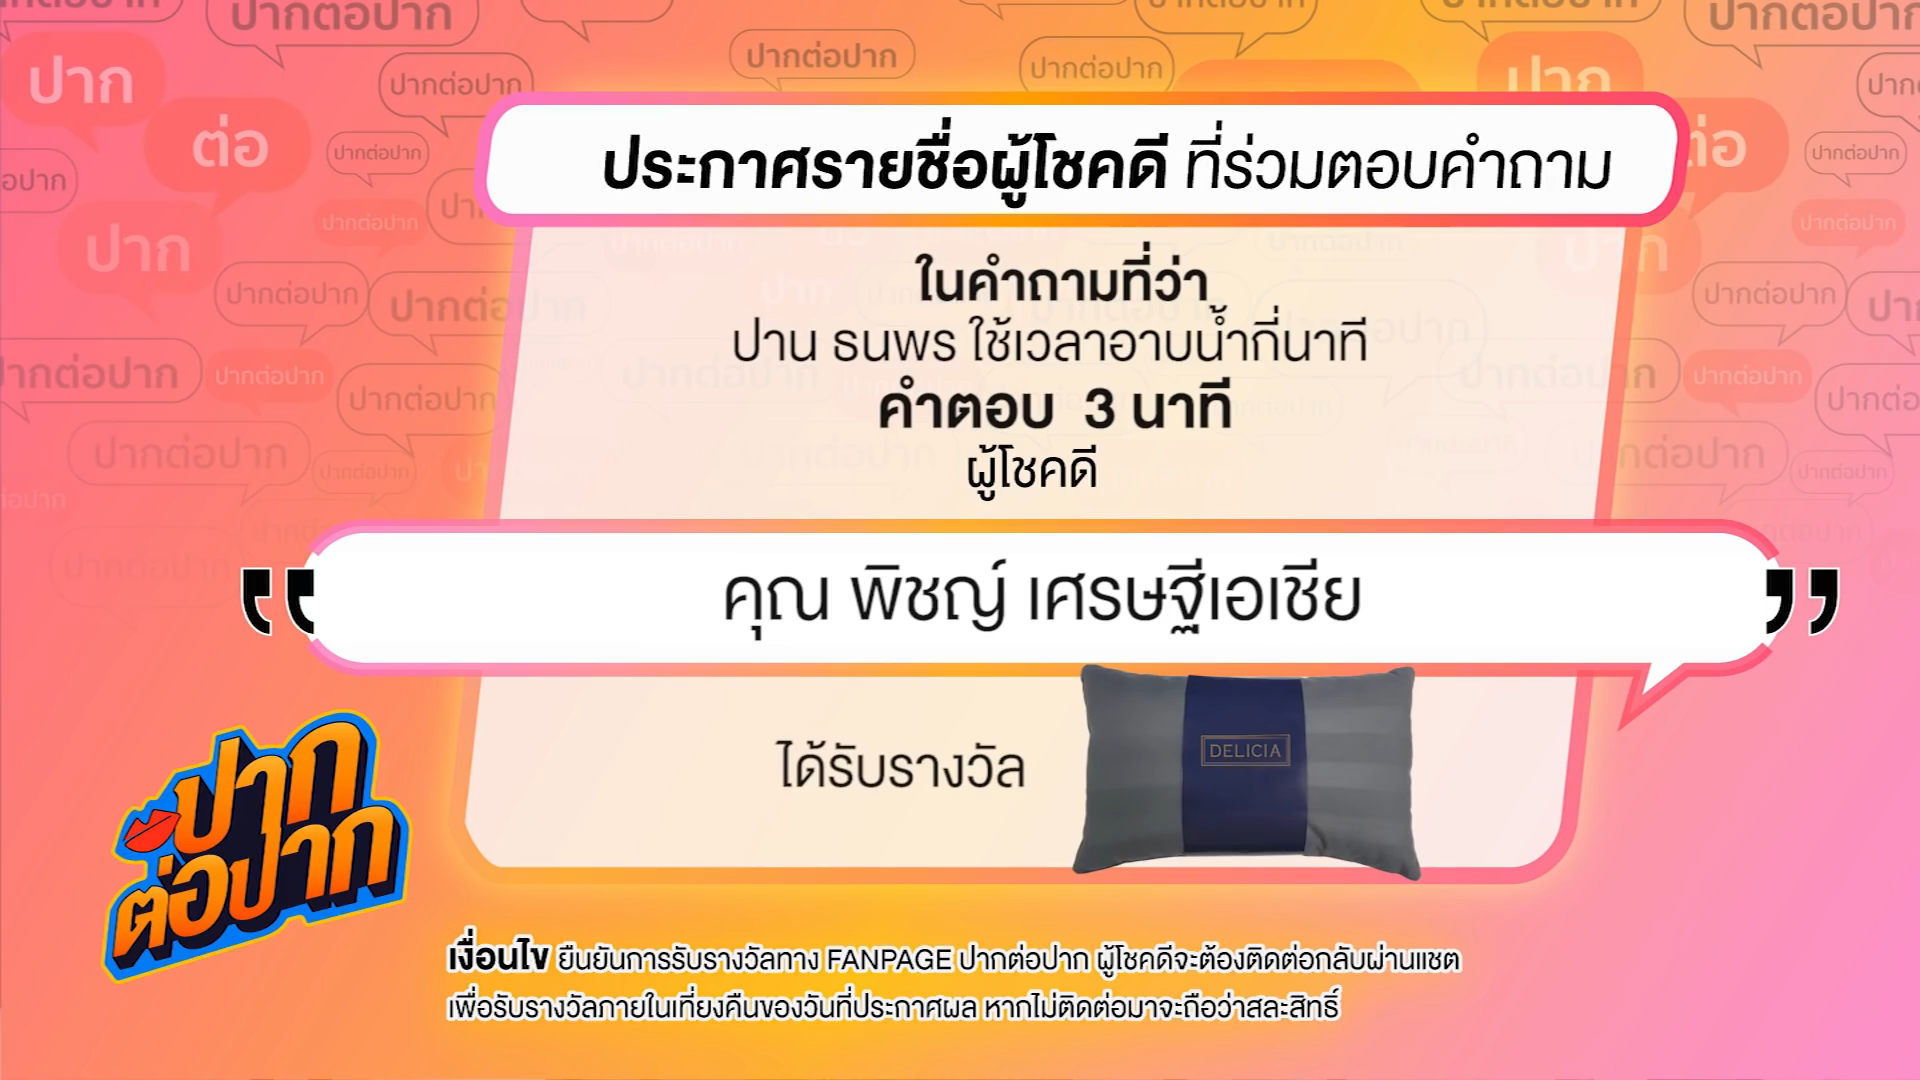 ประกาศรายชื่อผู้โชคดี ที่ร่วมตอบคำถาม
ในคำถามที่ว่า
ปาน ธนพร ใช้เวลาอาบน้ำกี่นาที
คำตอบ 3 นาที
ผู้โชคดี
" คุณ พิชญ์ เศรษฐีเอเชีย "
ได้รับรางวัล
DELICIA
ปาก
ต่อปาก
เงื่อนไข ยืนยันการรับรางวัลทาง FANPAGE ปากต่อปาก ผู้โชคดีจะต้องติดต่อกลับผ่านแชต
เพื่อรับรางวัลภายในเที่ยงคืนของวันที่ประกาศผล หากไม่ติดต่อมาจะถือว่าสละสิทธิ์